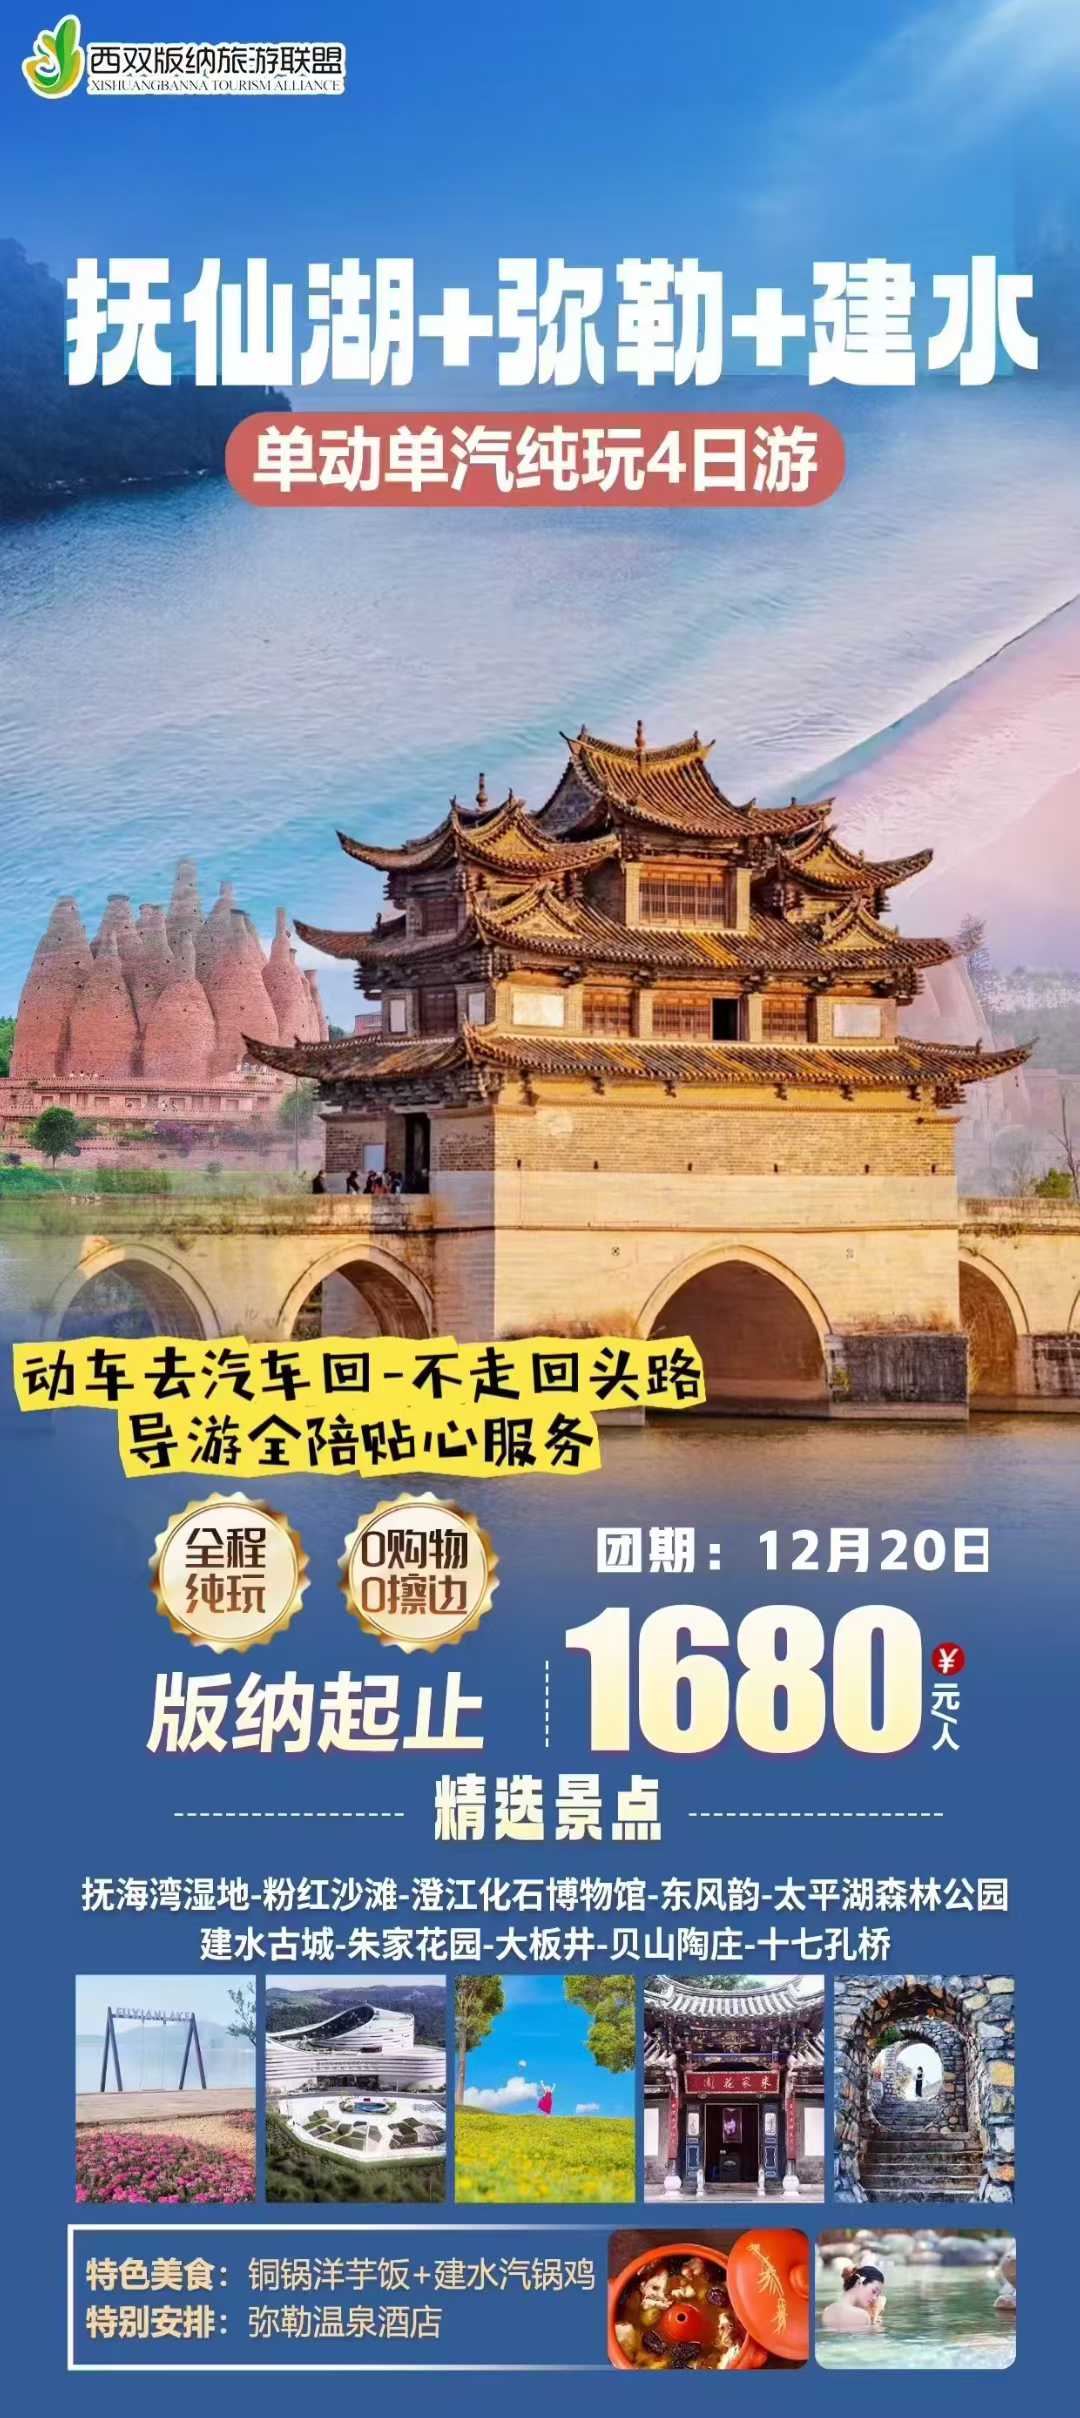 西双版纳旅游联盟
XISHUANGBANNA TOURISM ALLIANCE
抚仙湖+弥勒+建水
单动单汽纯玩4日游
动车去汽车回-不走回头路
导游全陪贴心服务
全程
纯玩
0购物
0擦边
团期：12月20日
版纳起止
1680
¥
元/人
精选景点
抚海湾湿地-粉红沙滩-澄江化石博物馆-东风韵-太平湖森林公园
建水古城-朱家花园-大板井-贝山陶庄-十七孔桥
FUXIANLAKE
園花家朱
特色美食：铜锅洋芋饭+建水汽锅鸡
特别安排：弥勒温泉酒店